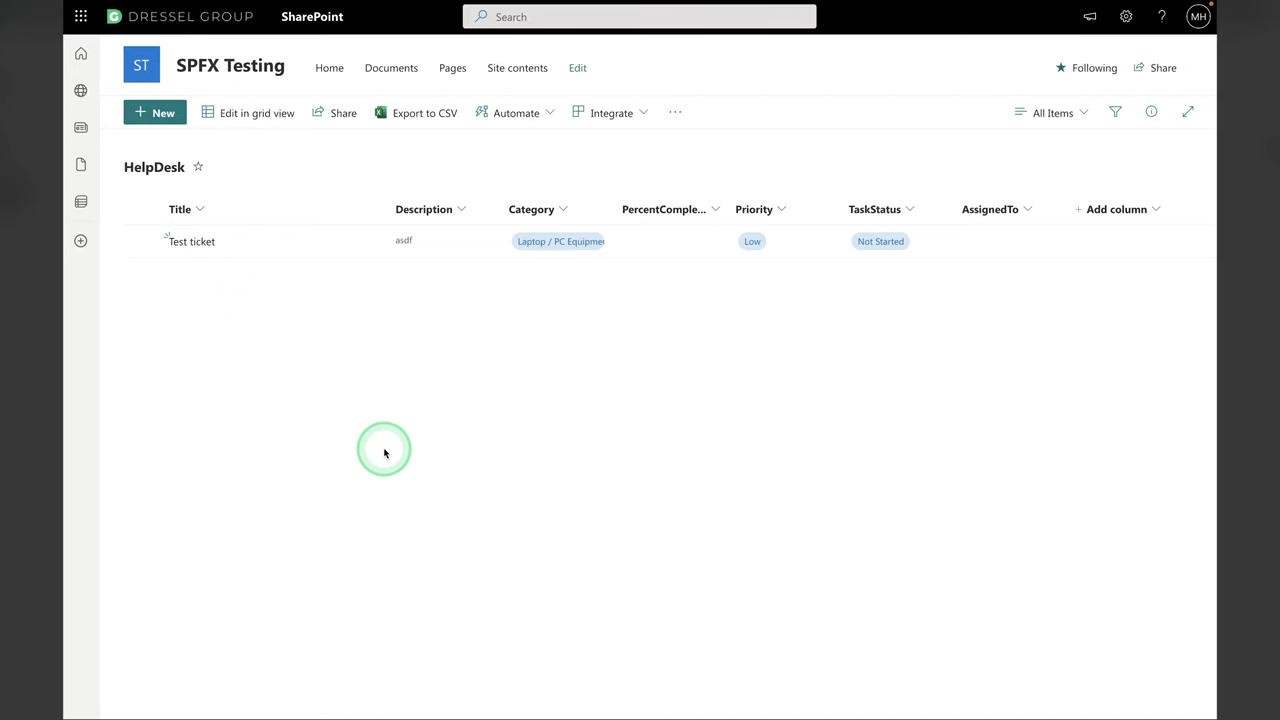 DRESSEL GROUP SharePoint Search MH
ST SPFX Testing Home Documents Pages Site contents Edit Following Share
New Edit in grid view Share Export to CSV Automate Integrate ... All Items
HelpDesk
Title Description Category PercentComple... Priority TaskStatus AssignedTo + Add column
Test ticket asdf Laptop / PC Equipmen Low Not Started